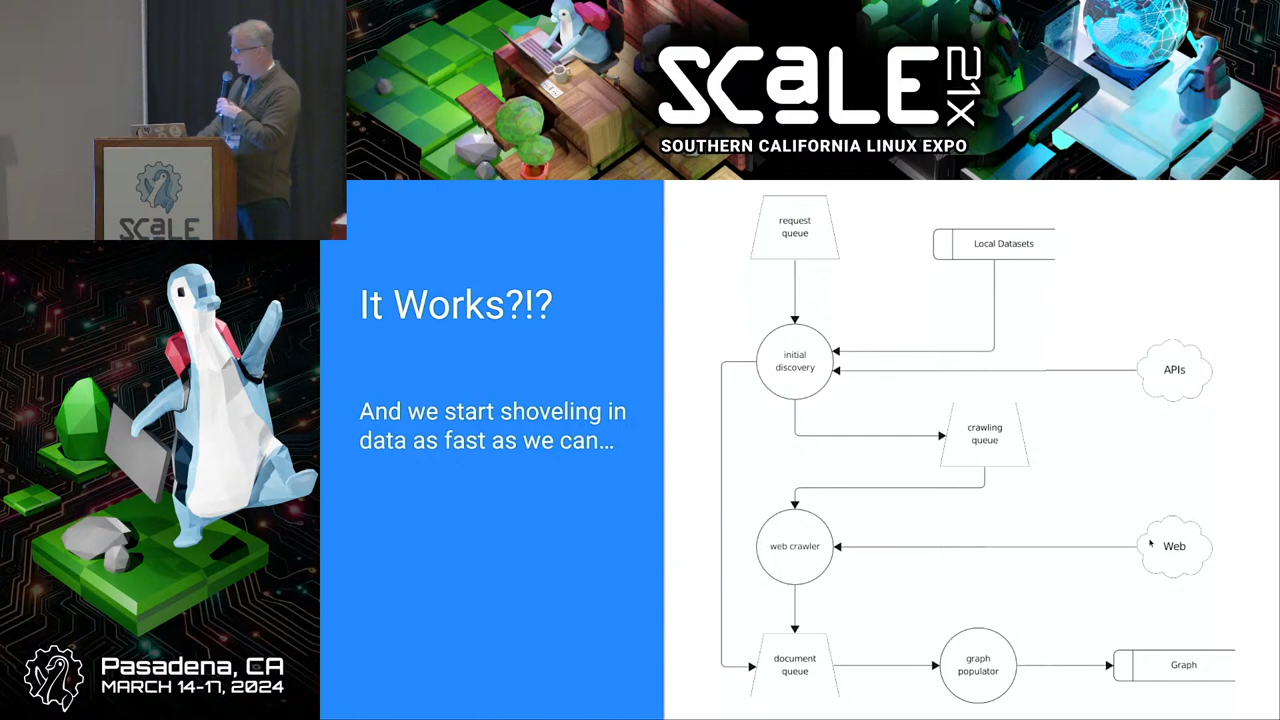 SCaLE 21X
SOUTHERN CALIFORNIA LINUX EXPO
SCaLE
It Works?!?
And we start shoveling in
data as fast as we can...
request
queue
Local Datasets
initial
discovery
APIs
crawling
queue
web crawler
Web
document
queue
graph
populator
Graph
Pasadena, CA
MARCH 14-17, 2024